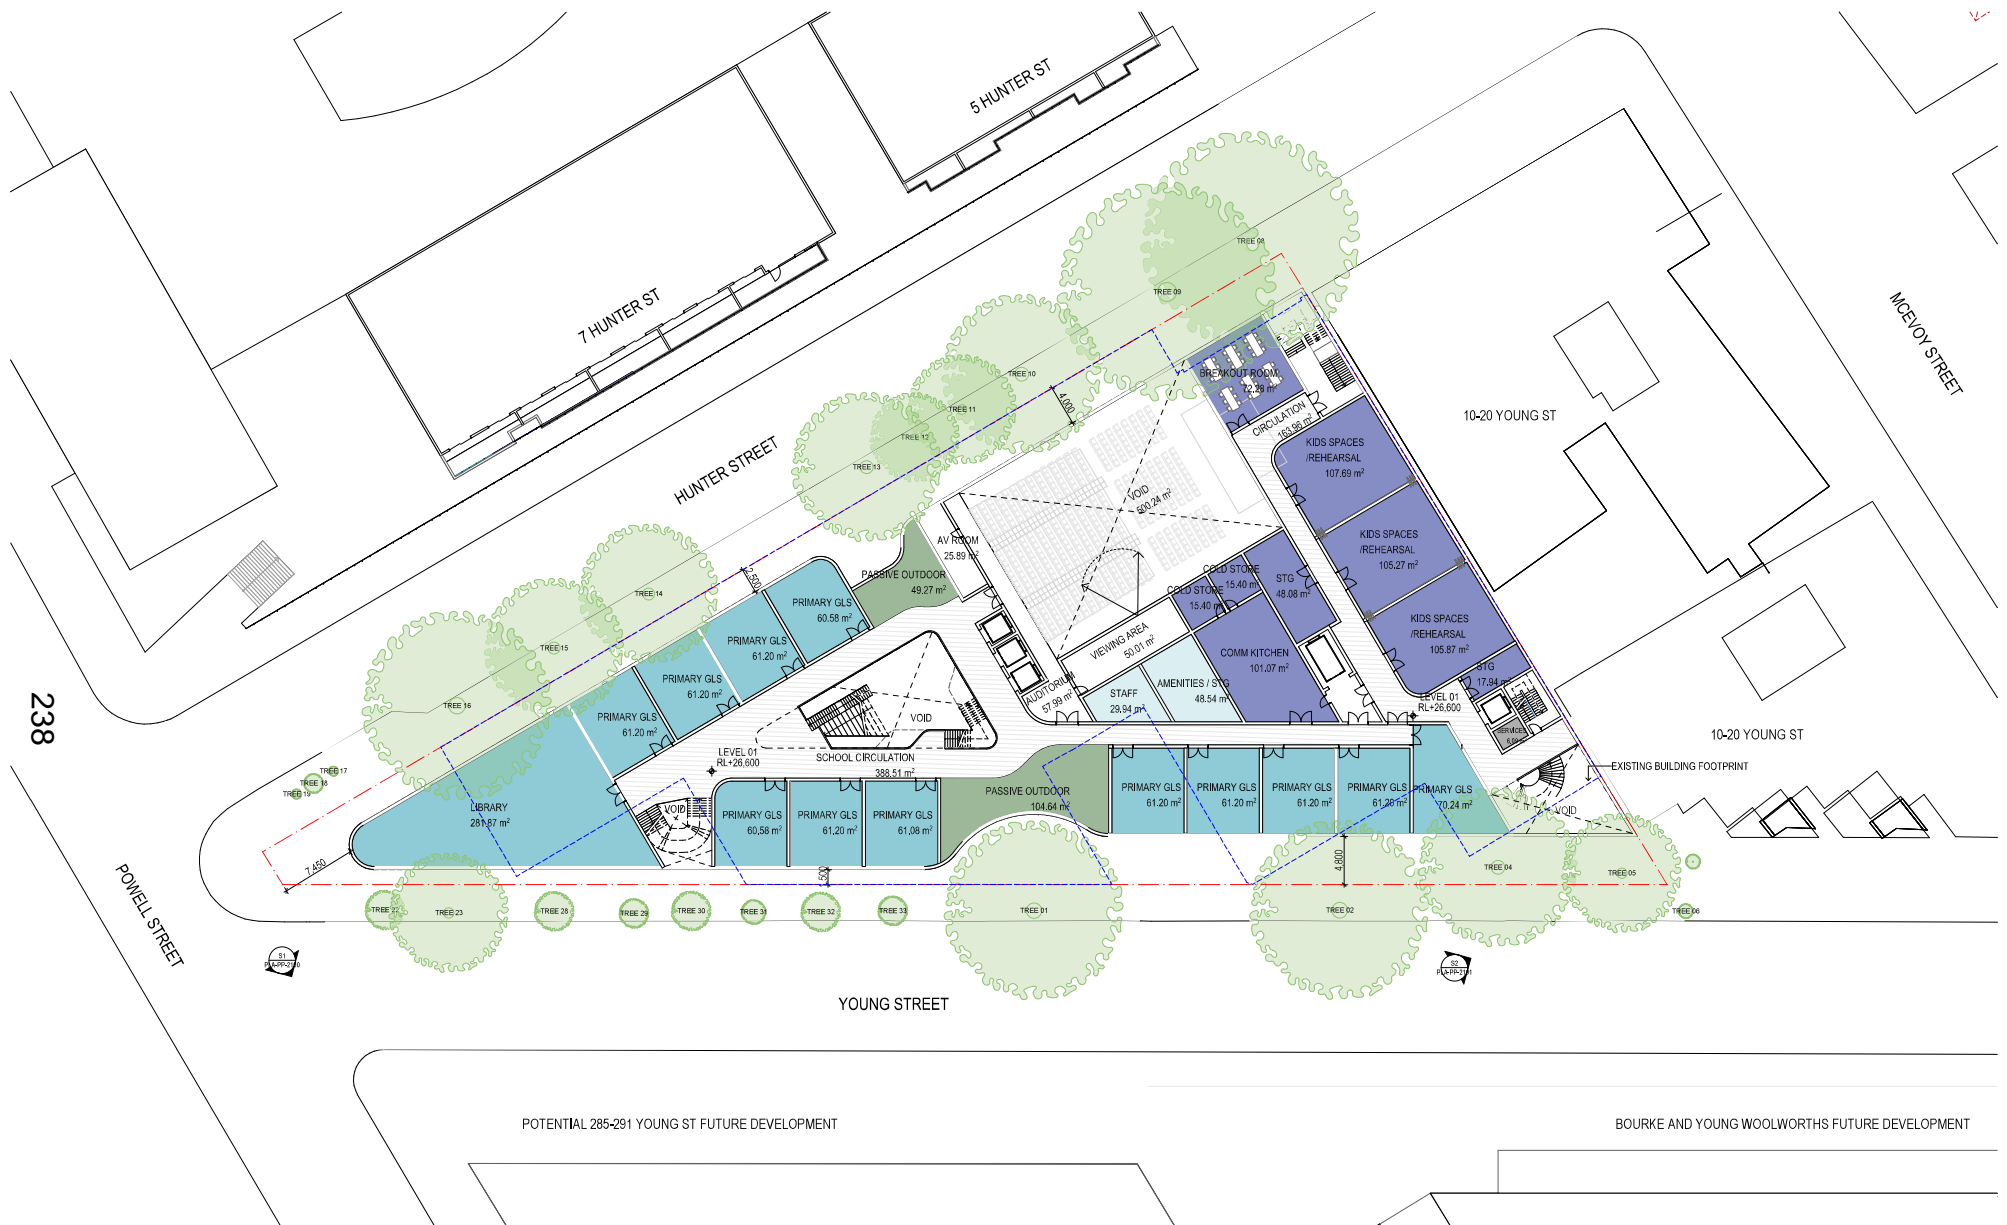 5 HUNTER ST
7 HUNTER ST
HUNTER STREET
MCEVOY STREET
10-20 YOUNG ST
10-20 YOUNG ST
TREE 08
TREE 09
TREE 10
TREE 11
TREE 12
TREE 13
TREE 14
TREE 15
TREE 16
TREE 17
TREE 18
TREE 19
4,000
2,500
BREAKOUT ROOM
72.28 m²
CIRCULATION
163.96 m²
KIDS SPACES
/REHEARSAL
107.69 m²
KIDS SPACES
/REHEARSAL
105.27 m²
KIDS SPACES
/REHEARSAL
105.87 m²
VOID
500.24 m²
AV ROOM
25.89 m²
PASSIVE OUTDOOR
49.27 m²
COLD STORE
15.40 m²
COLD STORE
15.40 m²
STG
48.08 m²
VIEWING AREA
50.01 m²
COMM KITCHEN
101.07 m²
AUDITORIUM
57.99 m²
STAFF
29.94 m²
AMENITIES / STG
48.54 m²
STG
17.94 m²
SERVICES
LEVEL 01
RL+26,600
PRIMARY GLS
60.58 m²
PRIMARY GLS
61.20 m²
PRIMARY GLS
61.20 m²
PRIMARY GLS
61.20 m²
VOID
LEVEL 01
RL+26,600
SCHOOL CIRCULATION
388.51 m²
LIBRARY
281.87 m²
VOID
PRIMARY GLS
60.58 m²
PRIMARY GLS
61.20 m²
PRIMARY GLS
61.08 m²
PASSIVE OUTDOOR
104.64 m²
PRIMARY GLS
61.20 m²
PRIMARY GLS
61.20 m²
PRIMARY GLS
61.20 m²
PRIMARY GLS
61.20 m²
PRIMARY GLS
70.24 m²
EXISTING BUILDING FOOTPRINT
VOID
7,450
4,800
TREE 23
TREE 28
TREE 29
TREE 30
TREE 31
TREE 32
TREE 33
TREE 01
TREE 02
TREE 04
TREE 05
TREE 06
238
POWELL STREET
S1
S2
YOUNG STREET
POTENTIAL 285-291 YOUNG ST FUTURE DEVELOPMENT
BOURKE AND YOUNG WOOLWORTHS FUTURE DEVELOPMENT